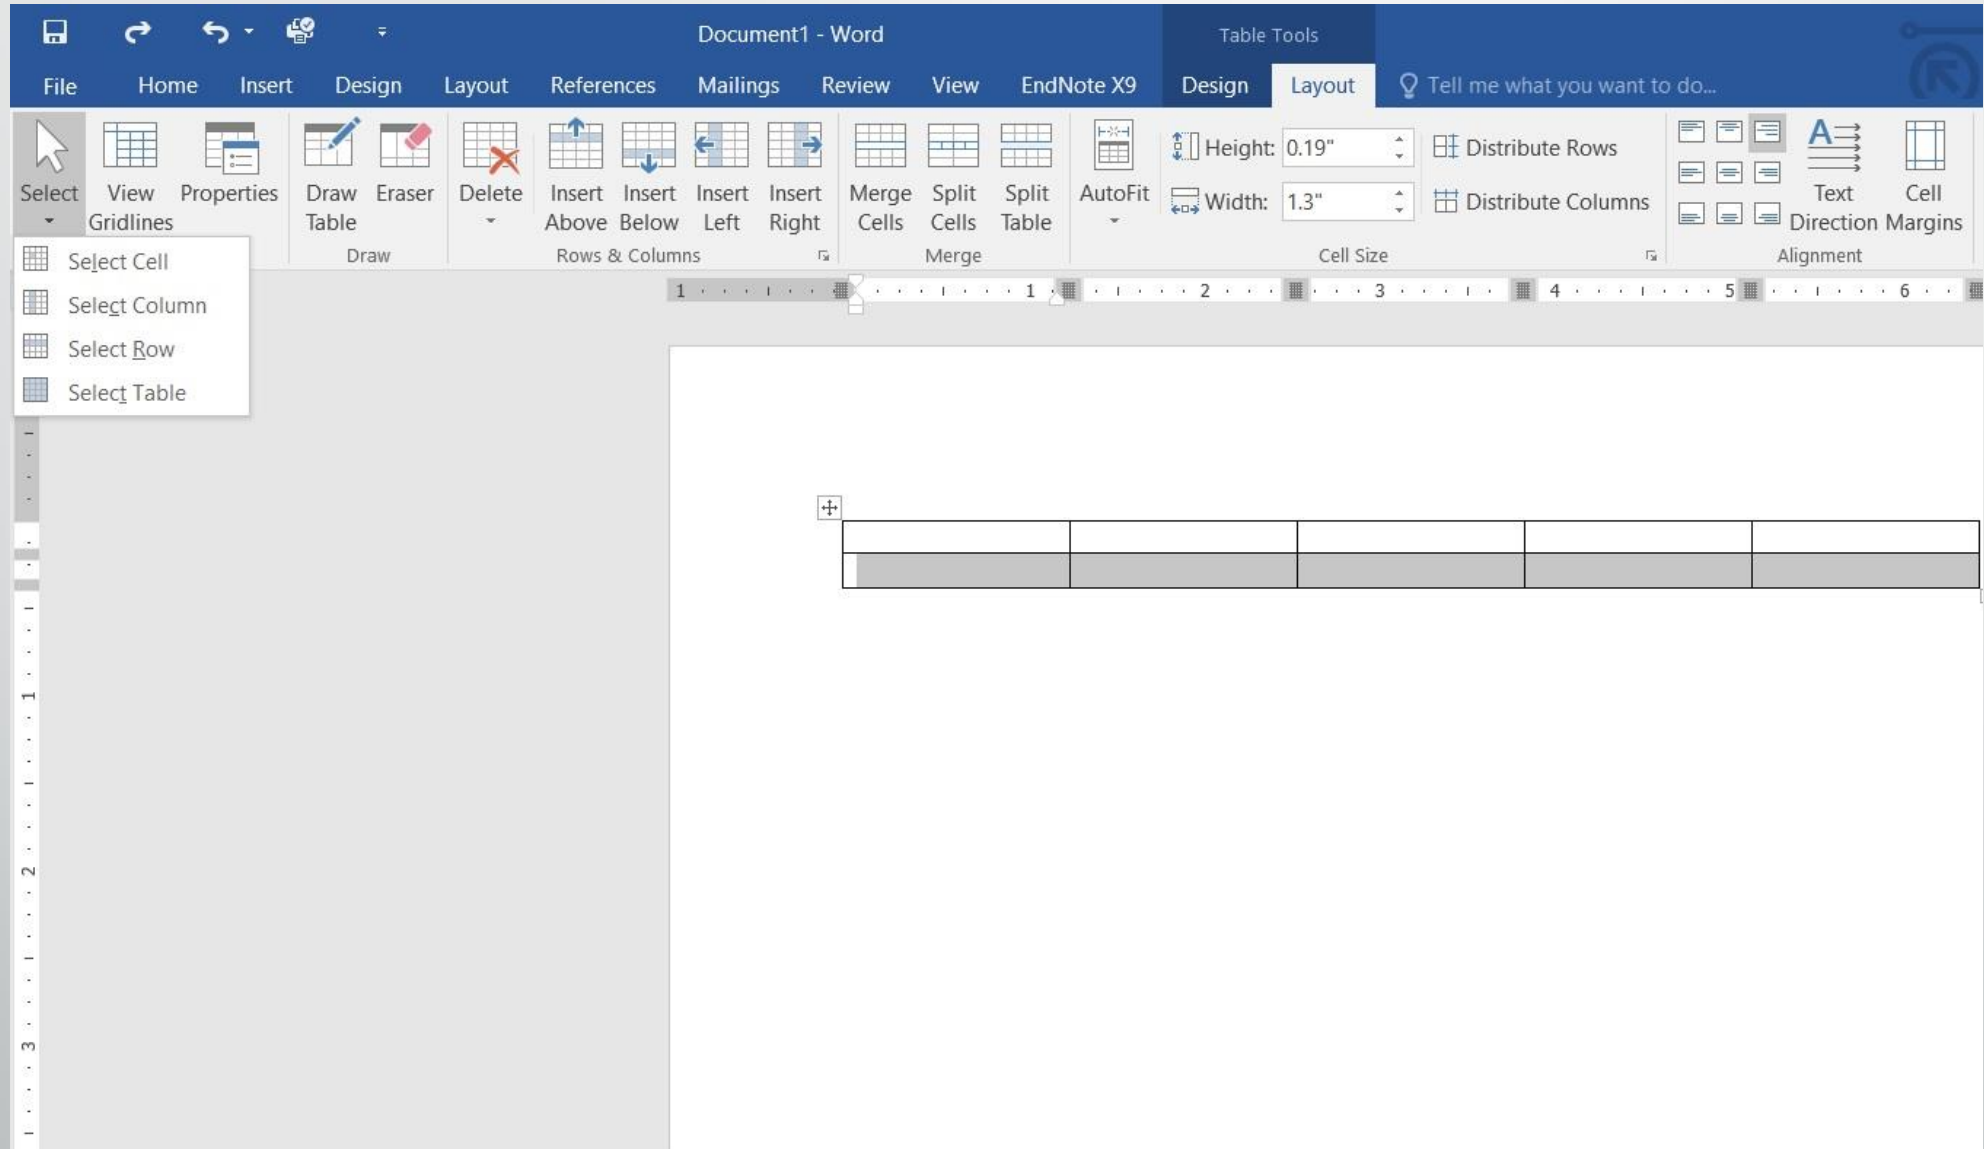 Document1 - Word
Table Tools
File Home Insert Design Layout References Mailings Review View EndNote X9 Design Layout Tell me what you want to do...
Select
View Gridlines
Properties
Draw Table
Eraser
Delete
Insert Above
Insert Below
Insert Left
Insert Right
Merge Cells
Split Cells
Split Table
AutoFit
Height: 0.19"
Width: 1.3"
Distribute Rows
Distribute Columns
Text Direction
Cell Margins
Draw
Rows & Columns
Merge
Cell Size
Alignment
Select Cell
Select Column
Select Row
Select Table
1 1 2 3 4 5 6
1
2
3